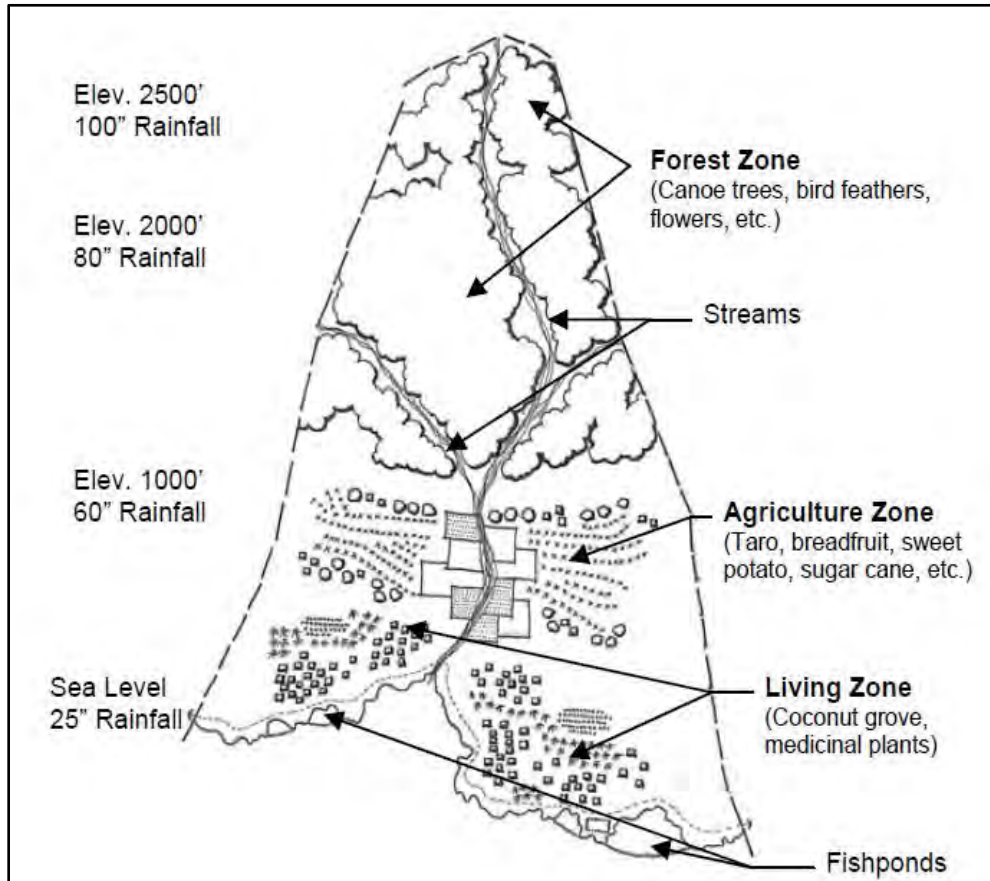 Elev. 2500’
100” Rainfall
Forest Zone
(Canoe trees, bird feathers,
flowers, etc.)
Elev. 2000’
80” Rainfall
Streams
Elev. 1000’
60” Rainfall
Agriculture Zone
(Taro, breadfruit, sweet
potato, sugar cane, etc.)
Sea Level
25” Rainfall
Living Zone
(Coconut grove,
medicinal plants)
Fishponds